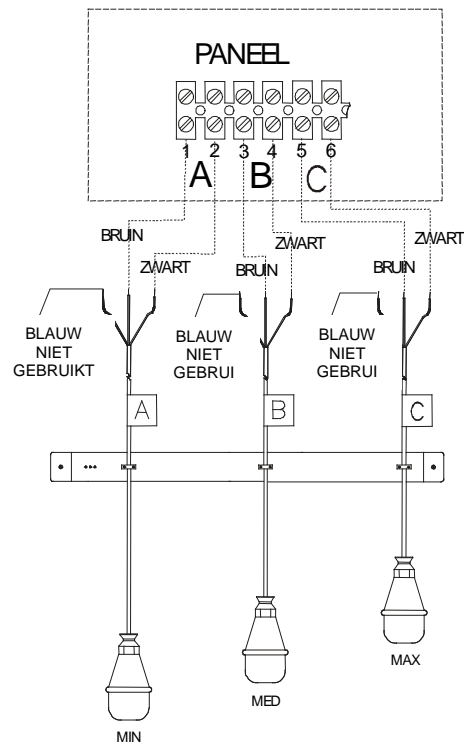 PANEEL
1 2 3 4 5 6
A B C
BRUIN ZWART BRUIN ZWART BRUIN ZWART
BLAUW
NIET
GEBRUIKT
BLAUW
NIET
GEBRUI
BLAUW
NIET
GEBRUI
A B C
MIN
MED
MAX